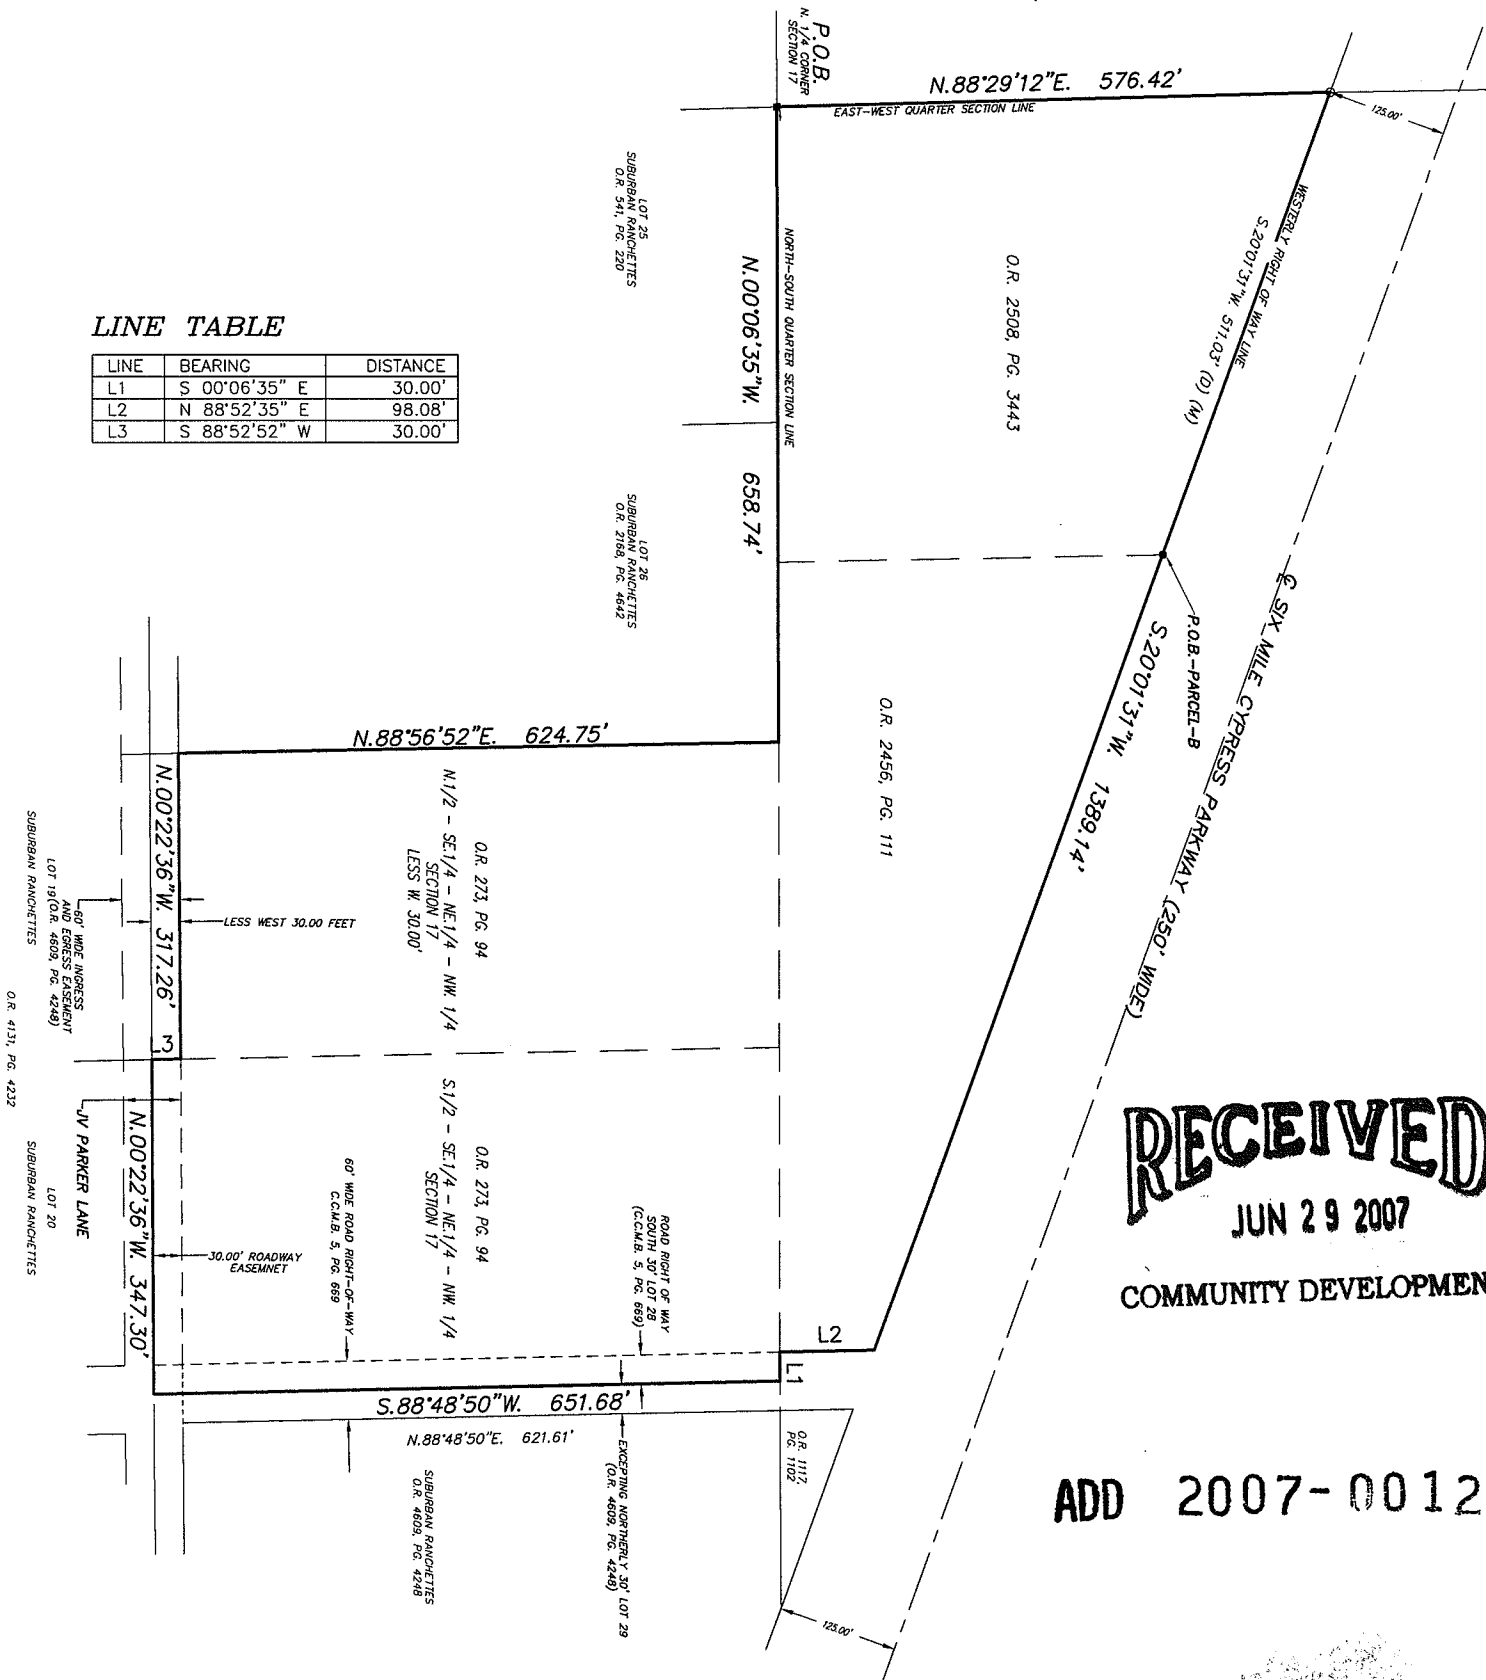 P.O.B.
N. 1/4 CORNER
SECTION 17
N.88°29'12"E. 576.42'
EAST-WEST QUARTER SECTION LINE
125.00'
WESTERLY RIGHT OF WAY LINE
S.20°01'31"W. 511.03' (D) (M)
LOT 25
SUBURBAN RANCHETTES
O.R. 541, PG. 220
NORTH-SOUTH QUARTER SECTION LINE
N.00°06'35"W. 658.74'
O.R. 2508, PG. 3443
LINE TABLE
LINE BEARING DISTANCE
L1 S 00°06'35" E 30.00'
L2 N 88°52'35" E 98.08'
L3 S 88°52'52" W 30.00'
LOT 26
SUBURBAN RANCHETTES
O.R. 2168, PG. 4642
P.O.B.-PARCEL-B
S.20°01'31"W. 1389.14'
℄ SIX MILE CYPRESS PARKWAY (250' WIDE)
O.R. 2456, PG. 111
N.88°56'52"E. 624.75'
N.00°22'36"W. 317.26'
LESS WEST 30.00 FEET
O.R. 273, PG. 94
N.1/2 - SE.1/4 - NE.1/4 - NW. 1/4
SECTION 17
LESS W. 30.00'
60' WIDE INGRESS
AND EGRESS EASEMENT
LOT 19(O.R. 4609, PG. 4248)
SUBURBAN RANCHETTES
O.R. 4131, PG. 4232
L3
JV PARKER LANE
N.00°22'36"W. 347.30'
LOT 20
SUBURBAN RANCHETTES
30.00' ROADWAY
EASEMNET
O.R. 273, PG. 94
S.1/2 - SE.1/4 - NE.1/4 - NW. 1/4
SECTION 17
60' WIDE ROAD RIGHT-OF-WAY
C.C.M.B. 5, PG. 669
ROAD RIGHT OF WAY
SOUTH 30' LOT 28
(C.C.M.B. 5, PG. 669)
L2
L1
S.88°48'50"W. 651.68'
N.88°48'50"E. 621.61'
EXCEPTING NORTHERLY 30' LOT 29
(O.R. 4609, PG. 4248)
SUBURBAN RANCHETTES
O.R. 4609, PG. 4248
O.R. 1117,
PG. 1102
125.00'
RECEIVED
JUN 29 2007
COMMUNITY DEVELOPMEN
ADD 2007-0012